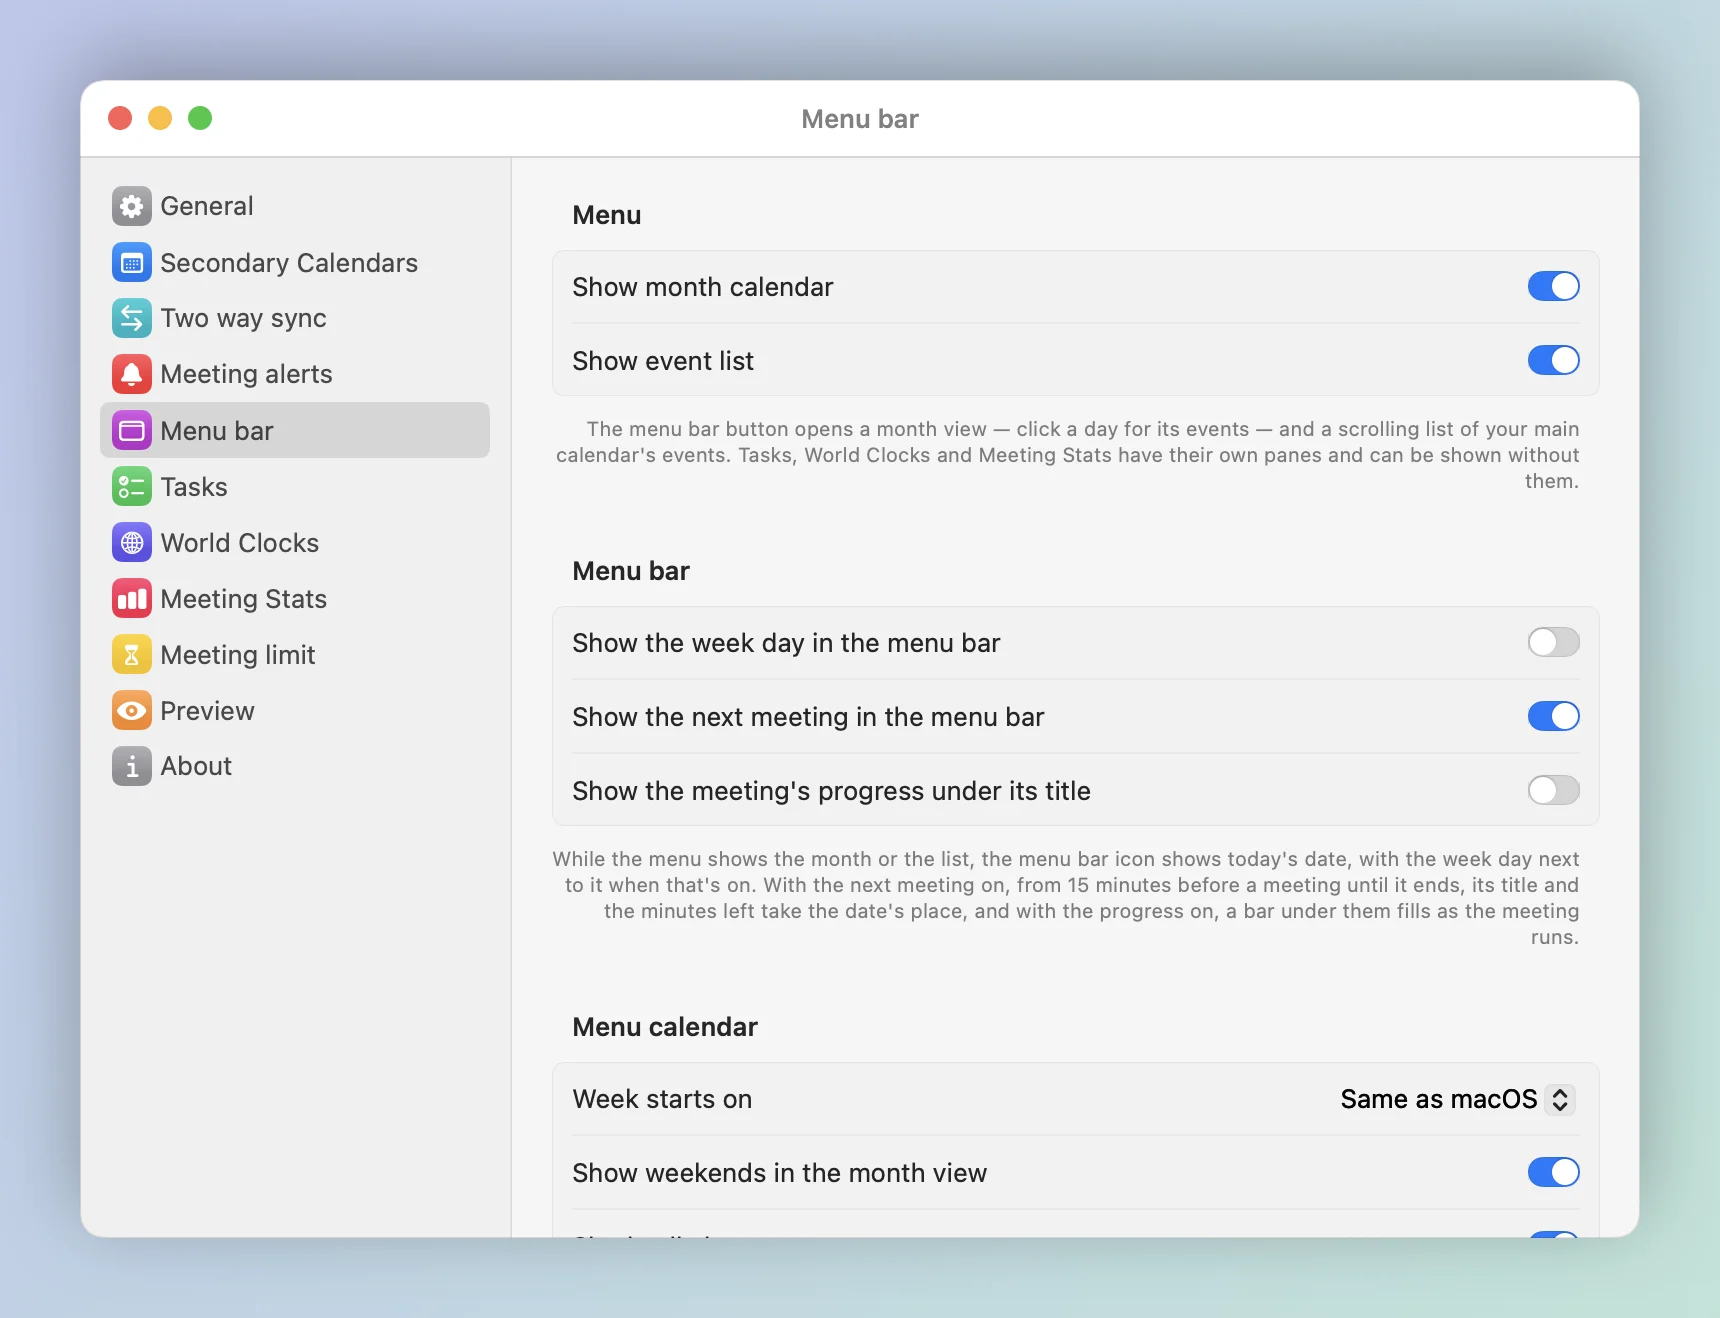 Menu bar
General
Secondary Calendars
Two way sync
Meeting alerts
Menu bar
Tasks
World Clocks
Meeting Stats
Meeting limit
Preview
About
Menu
Show month calendar
Show event list
The menu bar button opens a month view — click a day for its events — and a scrolling list of your main
calendar's events. Tasks, World Clocks and Meeting Stats have their own panes and can be shown without
them.
Menu bar
Show the week day in the menu bar
Show the next meeting in the menu bar
Show the meeting's progress under its title
While the menu shows the month or the list, the menu bar icon shows today's date, with the week day next
to it when that's on. With the next meeting on, from 15 minutes before a meeting until it ends, its title and
the minutes left take the date's place, and with the progress on, a bar under them fills as the meeting
runs.
Menu calendar
Week starts on
Same as macOS
Show weekends in the month view